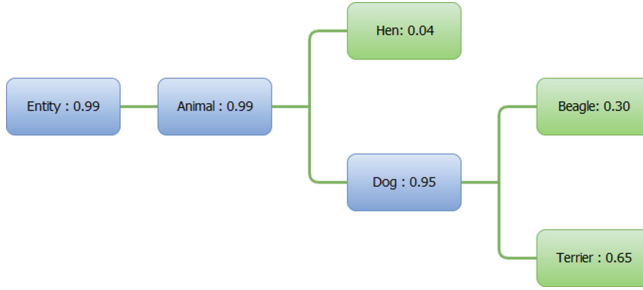 Entity : 0.99
Animal : 0.99
Hen: 0.04
Dog : 0.95
Beagle: 0.30
Terrier : 0.65